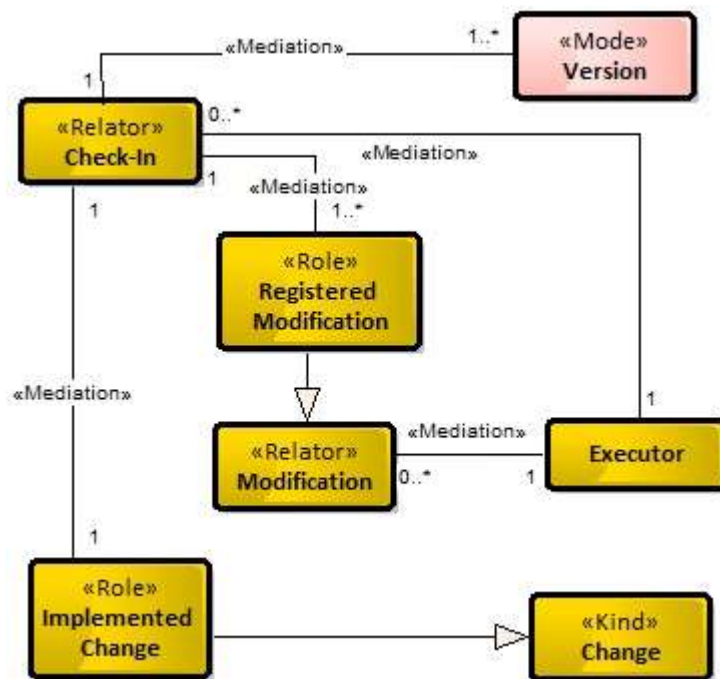 «Mediation»
1..*
«Mode»
Version
1
0..*
«Relator»
Check-In
«Mediation»
1
«Mediation»
1
1..*
«Role»
Registered
Modification
«Mediation»
1
«Relator»
Modification
«Mediation»
0..*
1
Executor
1
«Role»
Implemented
Change
«Kind»
Change